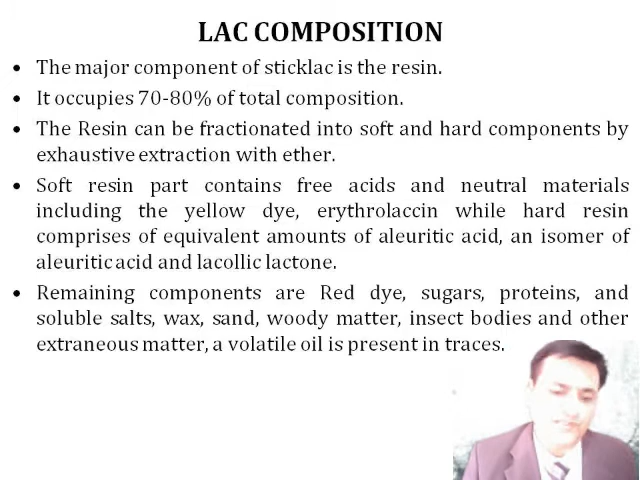 LAC COMPOSITION
• The major component of sticklac is the resin.
• It occupies 70-80% of total composition.
• The Resin can be fractionated into soft and hard components by
exhaustive extraction with ether.
• Soft resin part contains free acids and neutral materials
including the yellow dye, erythrolaccin while hard resin
comprises of equivalent amounts of aleuritic acid, an isomer of
aleuritic acid and lacollic lactone.
• Remaining components are Red dye, sugars, proteins, and
soluble salts, wax, sand, woody matter, insect bodies and other
extraneous matter, a volatile oil is present in traces.